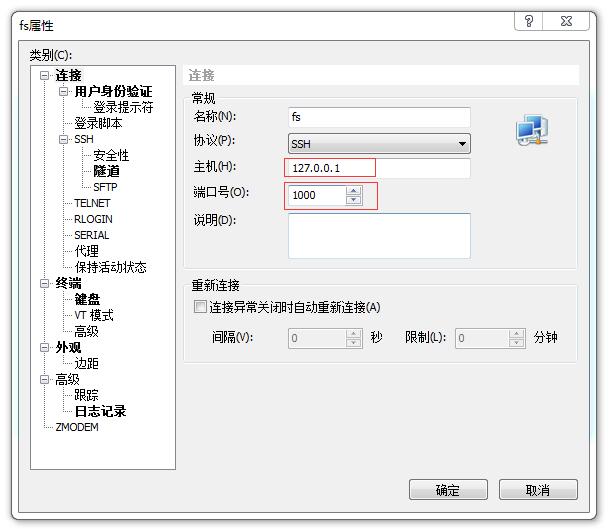 fs属性
类别(C):
连接
用户身份验证
登录提示符
登录脚本
SSH
安全性
隧道
SFTP
TELNET
RLOGIN
SERIAL
代理
保持活动状态
终端
键盘
VT 模式
高级
外观
边距
高级
跟踪
日志记录
ZMODEM
连接
常规
名称(N): fs
协议(P): SSH
主机(H): 127.0.0.1
端口号(O): 1000
说明(D):
重新连接
连接异常关闭时自动重新连接(A)
间隔(V): 0 秒 限制(L): 0 分钟
确定 取消